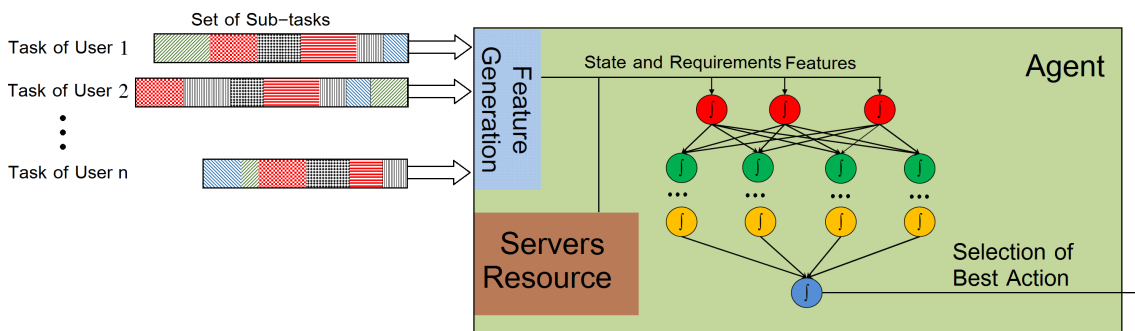 Set of Sub-tasks
Task of User 1
Task of User 2
Task of User n
Feature
Generation
State and Requirements Features
Agent
∫ ∫ ∫
∫ ∫ ∫ ∫
∫ ∫ ∫ ∫
∫
Servers
Resource
Selection of
Best Action